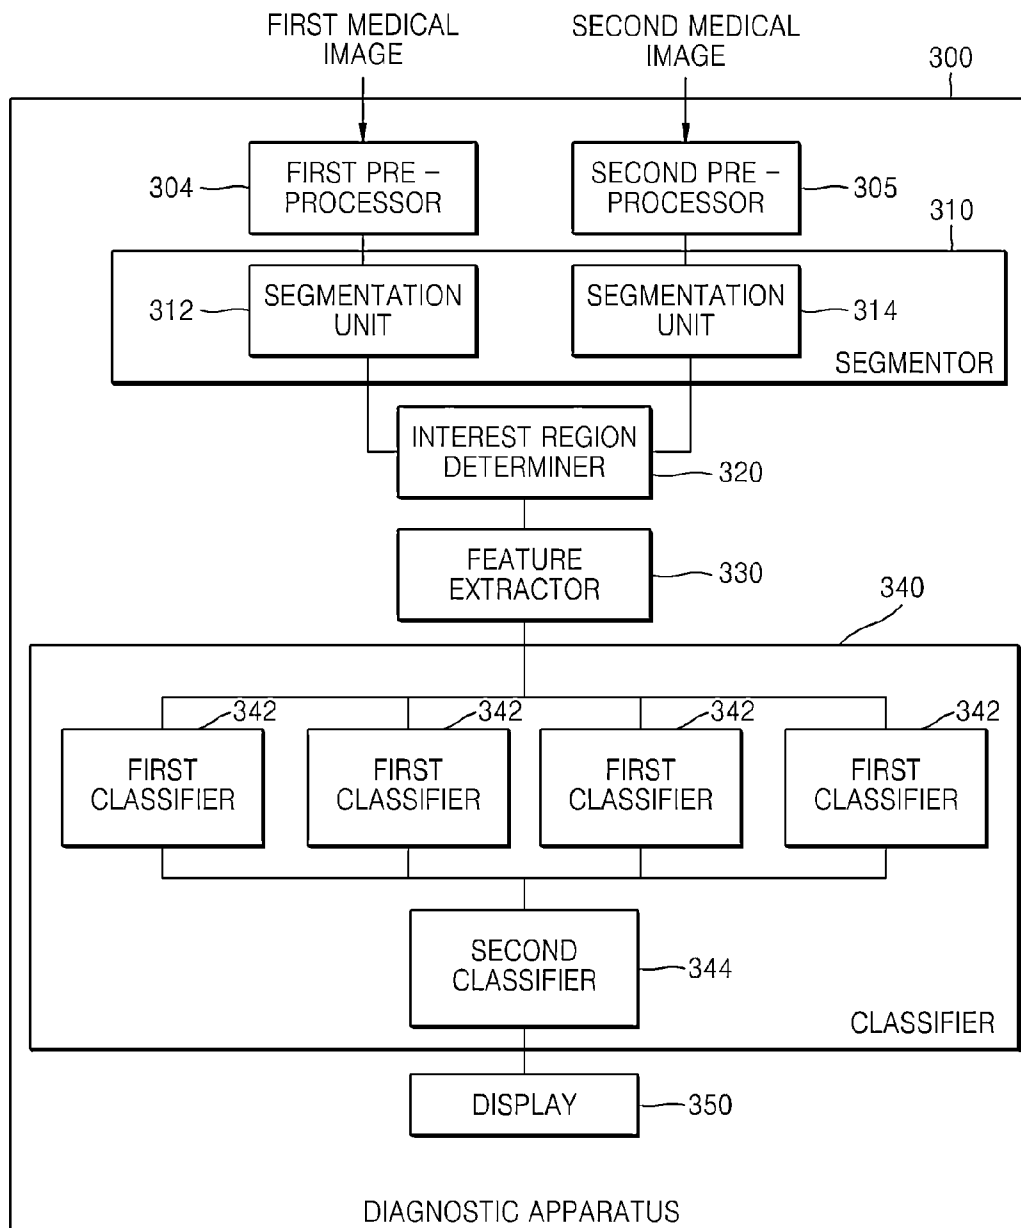 FIRST MEDICAL
IMAGE
SECOND MEDICAL
IMAGE
300
304
FIRST PRE –
PROCESSOR
SECOND PRE –
PROCESSOR
305
310
312
SEGMENTATION
UNIT
SEGMENTATION
UNIT
314
SEGMENTOR
INTEREST REGION
DETERMINER
320
FEATURE
EXTRACTOR
330
340
342
342
342
342
FIRST
CLASSIFIER
FIRST
CLASSIFIER
FIRST
CLASSIFIER
FIRST
CLASSIFIER
SECOND
CLASSIFIER
344
CLASSIFIER
DISPLAY
350
DIAGNOSTIC APPARATUS